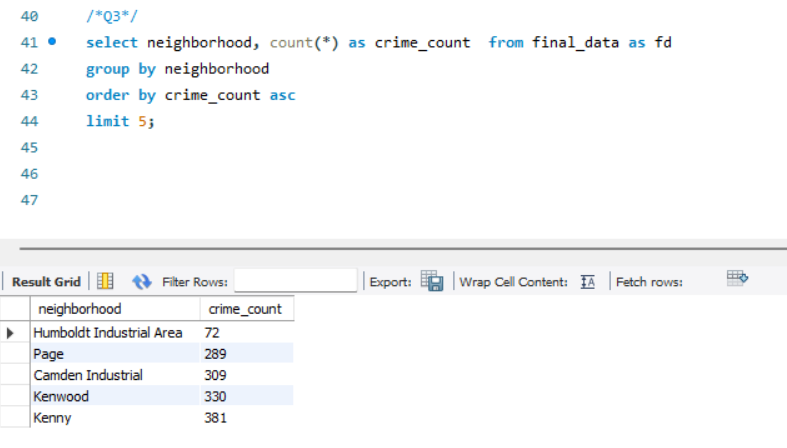 40 /*Q3*/
41 select neighborhood, count(*) as crime_count  from final_data as fd
42 group by neighborhood
43 order by crime_count asc
44 limit 5;
45
46
47
Result Grid Filter Rows: Export: Wrap Cell Content: IA Fetch rows:
neighborhood crime_count
Humboldt Industrial Area 72
Page 289
Camden Industrial 309
Kenwood 330
Kenny 381